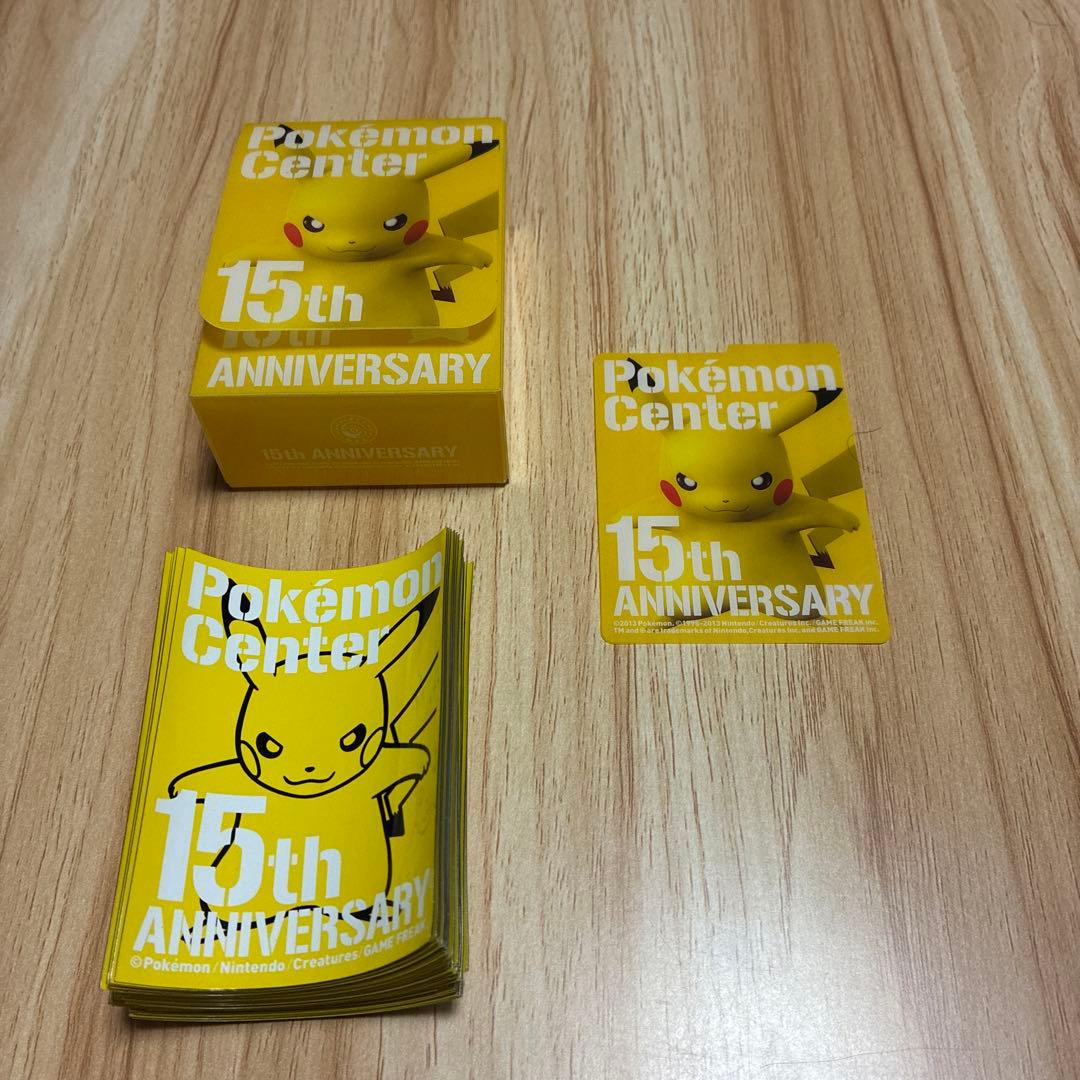 Pokémon
Center
15th
15th
ANNIVERSARY
15th ANNIVERSARY
Pokémon
Center
15th
ANNIVERSARY
©2013 Pokémon. ©1995-2013 Nintendo/Creatures Inc./GAME FREAK inc.
TM and ® are trademarks of Nintendo,Creatures Inc. and GAME FREAK inc.
Pokémon
Center
15th
ANNIVERSARY
©Pokémon/Nintendo/Creatures/GAME FREAK